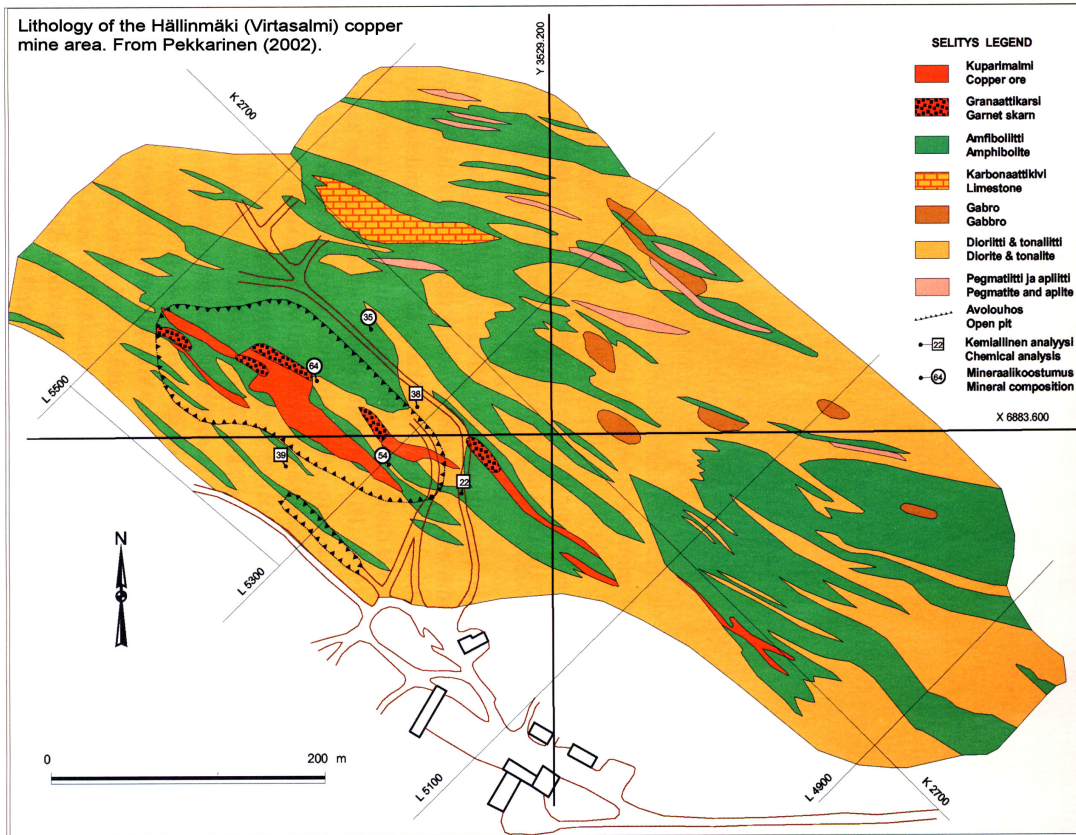 Lithology of the Hällinmäki (Virtasalmi) copper
mine area. From Pekkarinen (2002).
Y 3529.200
K 2700
SELITYS LEGEND
Kuparimalmi
Copper ore
Granaattikarsi
Garnet skarn
Amfiboliitti
Amphibolite
Karbonaattikivi
Limestone
Gabro
Gabbro
Dioriitti & tonaliitti
Diorite & tonalite
Pegmatiitti ja apliitti
Pegmatite and aplite
Avolouhos
Open pit
22
Kemiallinen analyysi
Chemical analysis
64
Mineraalikoostumus
Mineral composition
X 6883.600
35
64
38
L 5500
39
54
22
N
L 5300
0
200 m
L 5100
L 4900
K 2700